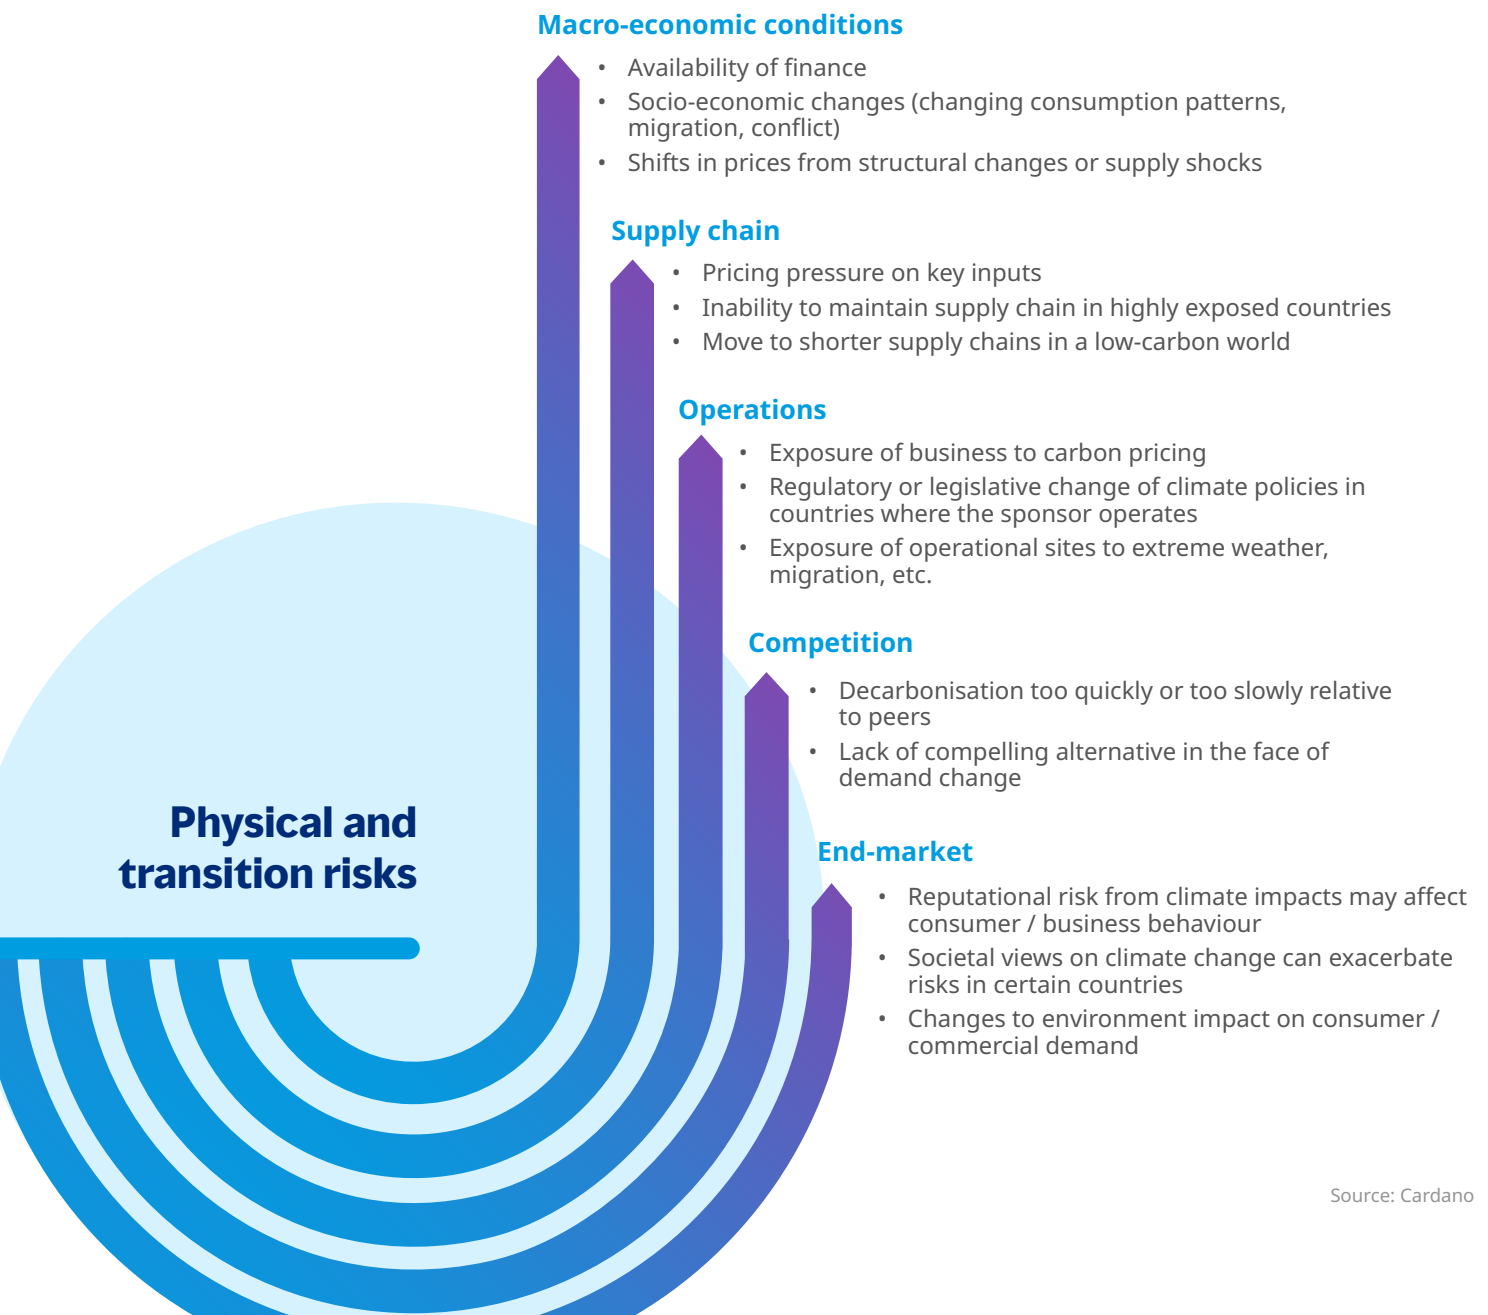 Macro-economic conditions
• Availability of finance
• Socio-economic changes (changing consumption patterns,
migration, conflict)
• Shifts in prices from structural changes or supply shocks
Supply chain
• Pricing pressure on key inputs
• Inability to maintain supply chain in highly exposed countries
• Move to shorter supply chains in a low-carbon world
Operations
• Exposure of business to carbon pricing
• Regulatory or legislative change of climate policies in
countries where the sponsor operates
• Exposure of operational sites to extreme weather,
migration, etc.
Competition
• Decarbonisation too quickly or too slowly relative
to peers
• Lack of compelling alternative in the face of
demand change
Physical and
transition risks
End-market
• Reputational risk from climate impacts may affect
consumer / business behaviour
• Societal views on climate change can exacerbate
risks in certain countries
• Changes to environment impact on consumer /
commercial demand
Source: Cardano